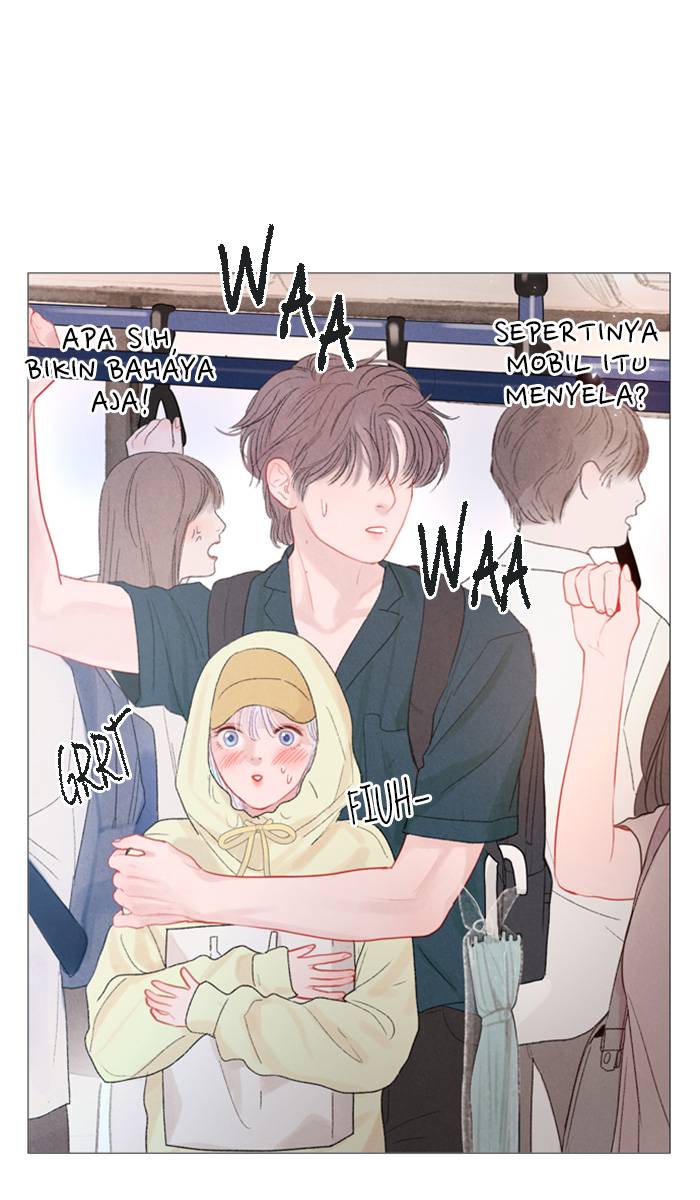 WAA
APA SIH,
BIKIN BAHAYA
AJA!
SEPERTINYA
MOBIL ITU
MENYELA?
WAA
GRRT
FIUH-